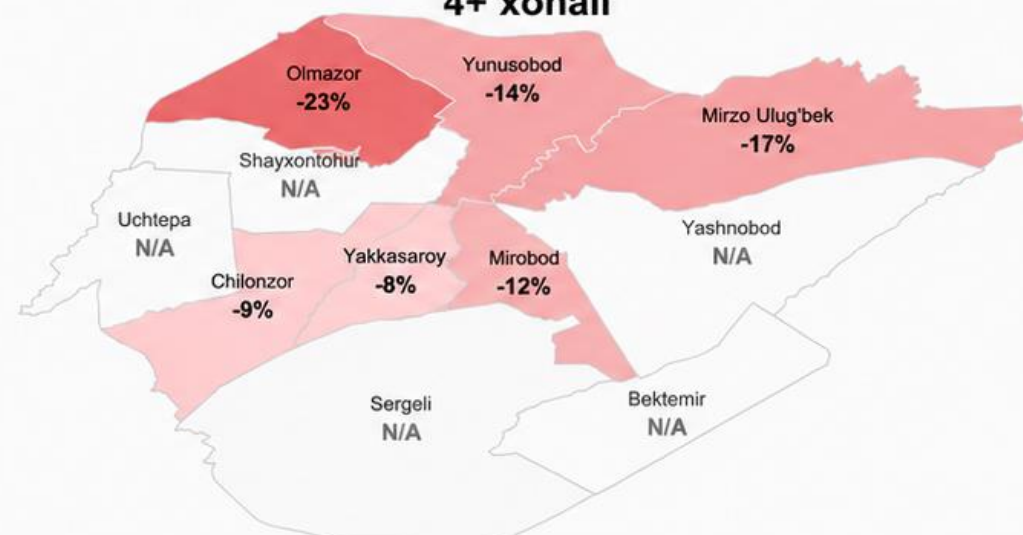 4+ xonali
Olmazor
-23%
Yunusobod
-14%
Mirzo Ulug'bek
-17%
Shayxontohur
N/A
Uchtepa
N/A
Yashnobod
N/A
Chilonzor
-9%
Yakkasaroy
-8%
Mirobod
-12%
Sergeli
N/A
Bektemir
N/A